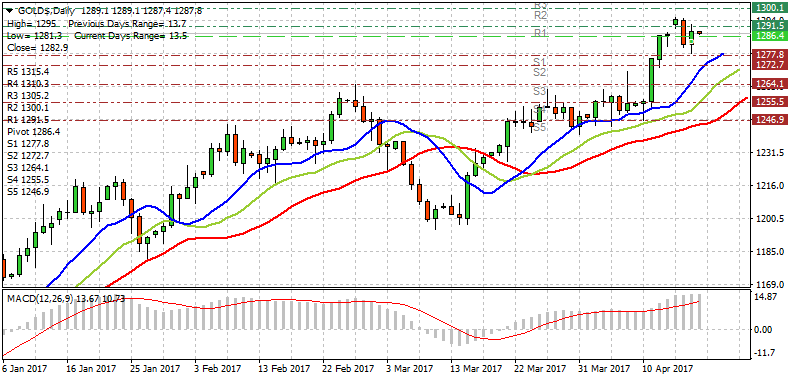 GOLDS,Daily 1289.1 1289.1 1287.4 1287.8
High= 1295 Previous Days Range= 13.7
Low= 1281.3 Current Days Range= 13.5
Close= 1282.9
R5 1315.4
R4 1310.3
R3 1305.2
R2 1300.1
R1 1291.5
Pivot 1286.4
S1 1277.8
S2 1272.7
S3 1264.1
S4 1255.5
S5 1246.9
R3
R2
R1
S1
S2
S3
S4
S5
1300.1
1291.5
1286.4
1277.8
1272.7
1264.1
1255.5
1246.9
1231.5
1216.0
1200.5
1185.0
1169.0
MACD(12,26,9) 13.67 10.73
14.87
0.00
-11.7
6 Jan 2017 16 Jan 2017 25 Jan 2017 3 Feb 2017 13 Feb 2017 22 Feb 2017 3 Mar 2017 13 Mar 2017 22 Mar 2017 31 Mar 2017 10 Apr 2017